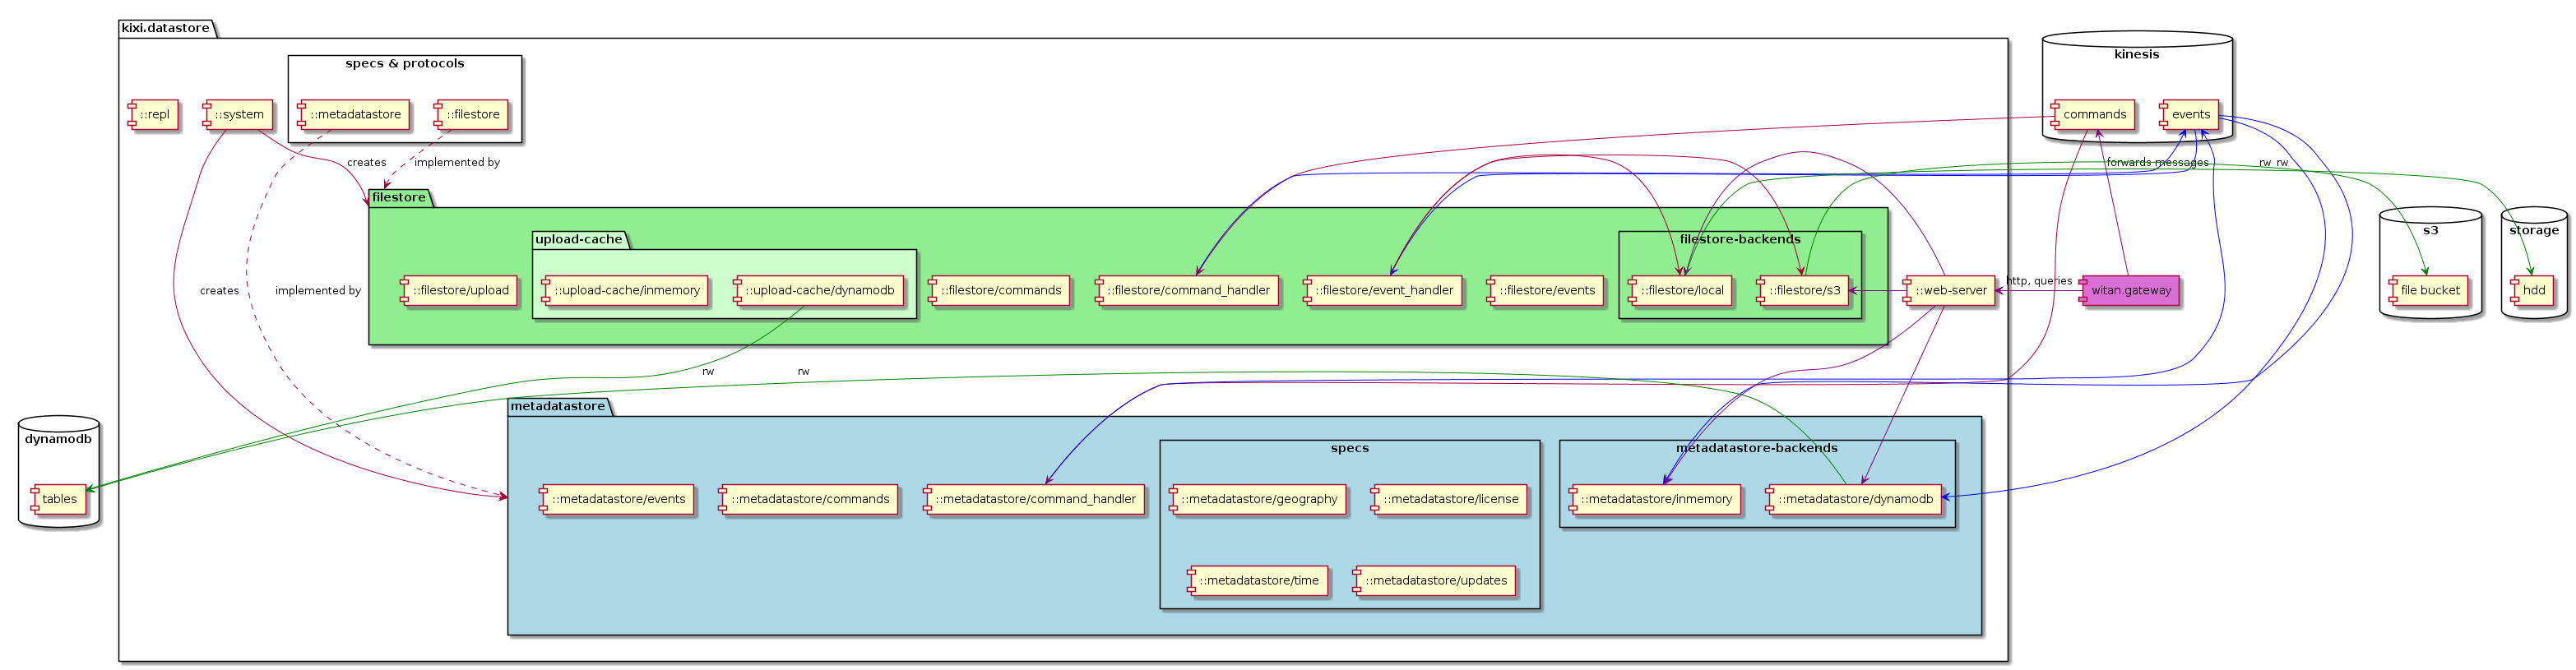 kixi.datastore
specs & protocols
kinesis
::repl
::system
::metadatastore
::filestore
commands
events
creates
implemented by
forwards messages
rw
rw
filestore
upload-cache
filestore-backends
s3
storage
::filestore/upload
::upload-cache/inmemory
::upload-cache/dynamodb
::filestore/commands
::filestore/command_handler
::filestore/event_handler
::filestore/events
::filestore/local
::filestore/s3
::web-server
http, queries
witan.gateway
file bucket
hdd
creates
implemented by
rw
rw
metadatastore
dynamodb
specs
metadatastore-backends
tables
::metadatastore/events
::metadatastore/commands
::metadatastore/command_handler
::metadatastore/geography
::metadatastore/license
::metadatastore/inmemory
::metadatastore/dynamodb
::metadatastore/time
::metadatastore/updates